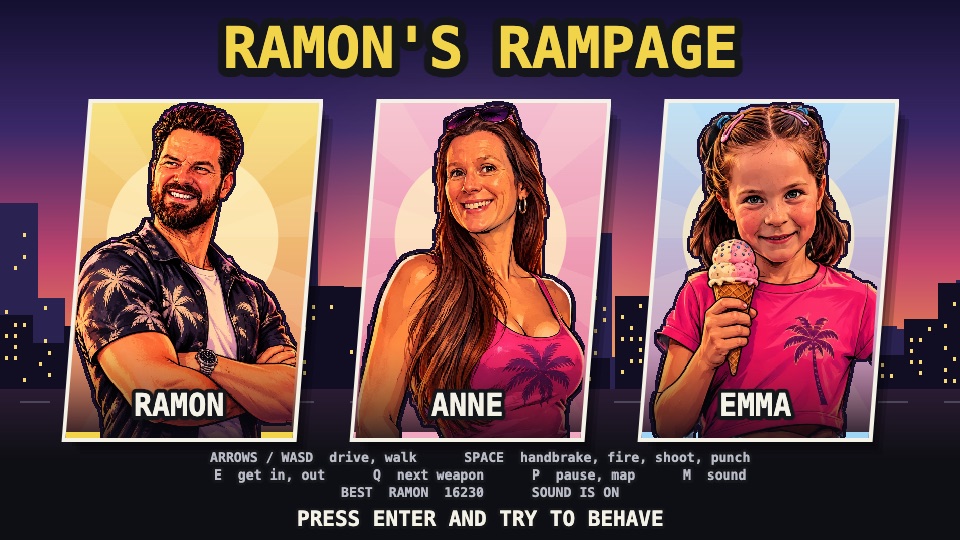 RAMON'S RAMPAGE
RAMON
ANNE
EMMA
ARROWS / WASD drive, walk SPACE handbrake, fire, shoot, punch
E get in, out Q next weapon P pause, map M sound
BEST RAMON 16230 SOUND IS ON
PRESS ENTER AND TRY TO BEHAVE